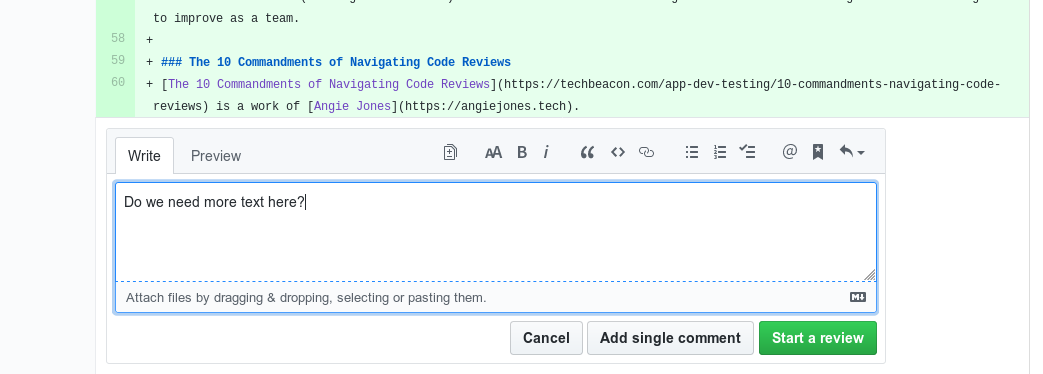 to improve as a team.
58 +
59 + ### The 10 Commandments of Navigating Code Reviews
60 + [The 10 Commandments of Navigating Code Reviews](https://techbeacon.com/app-dev-testing/10-commandments-navigating-code-
reviews) is a work of [Angie Jones](https://angiejones.tech).
Write Preview AA B i @
Do we need more text here?
Attach files by dragging & dropping, selecting or pasting them. M
Cancel Add single comment Start a review